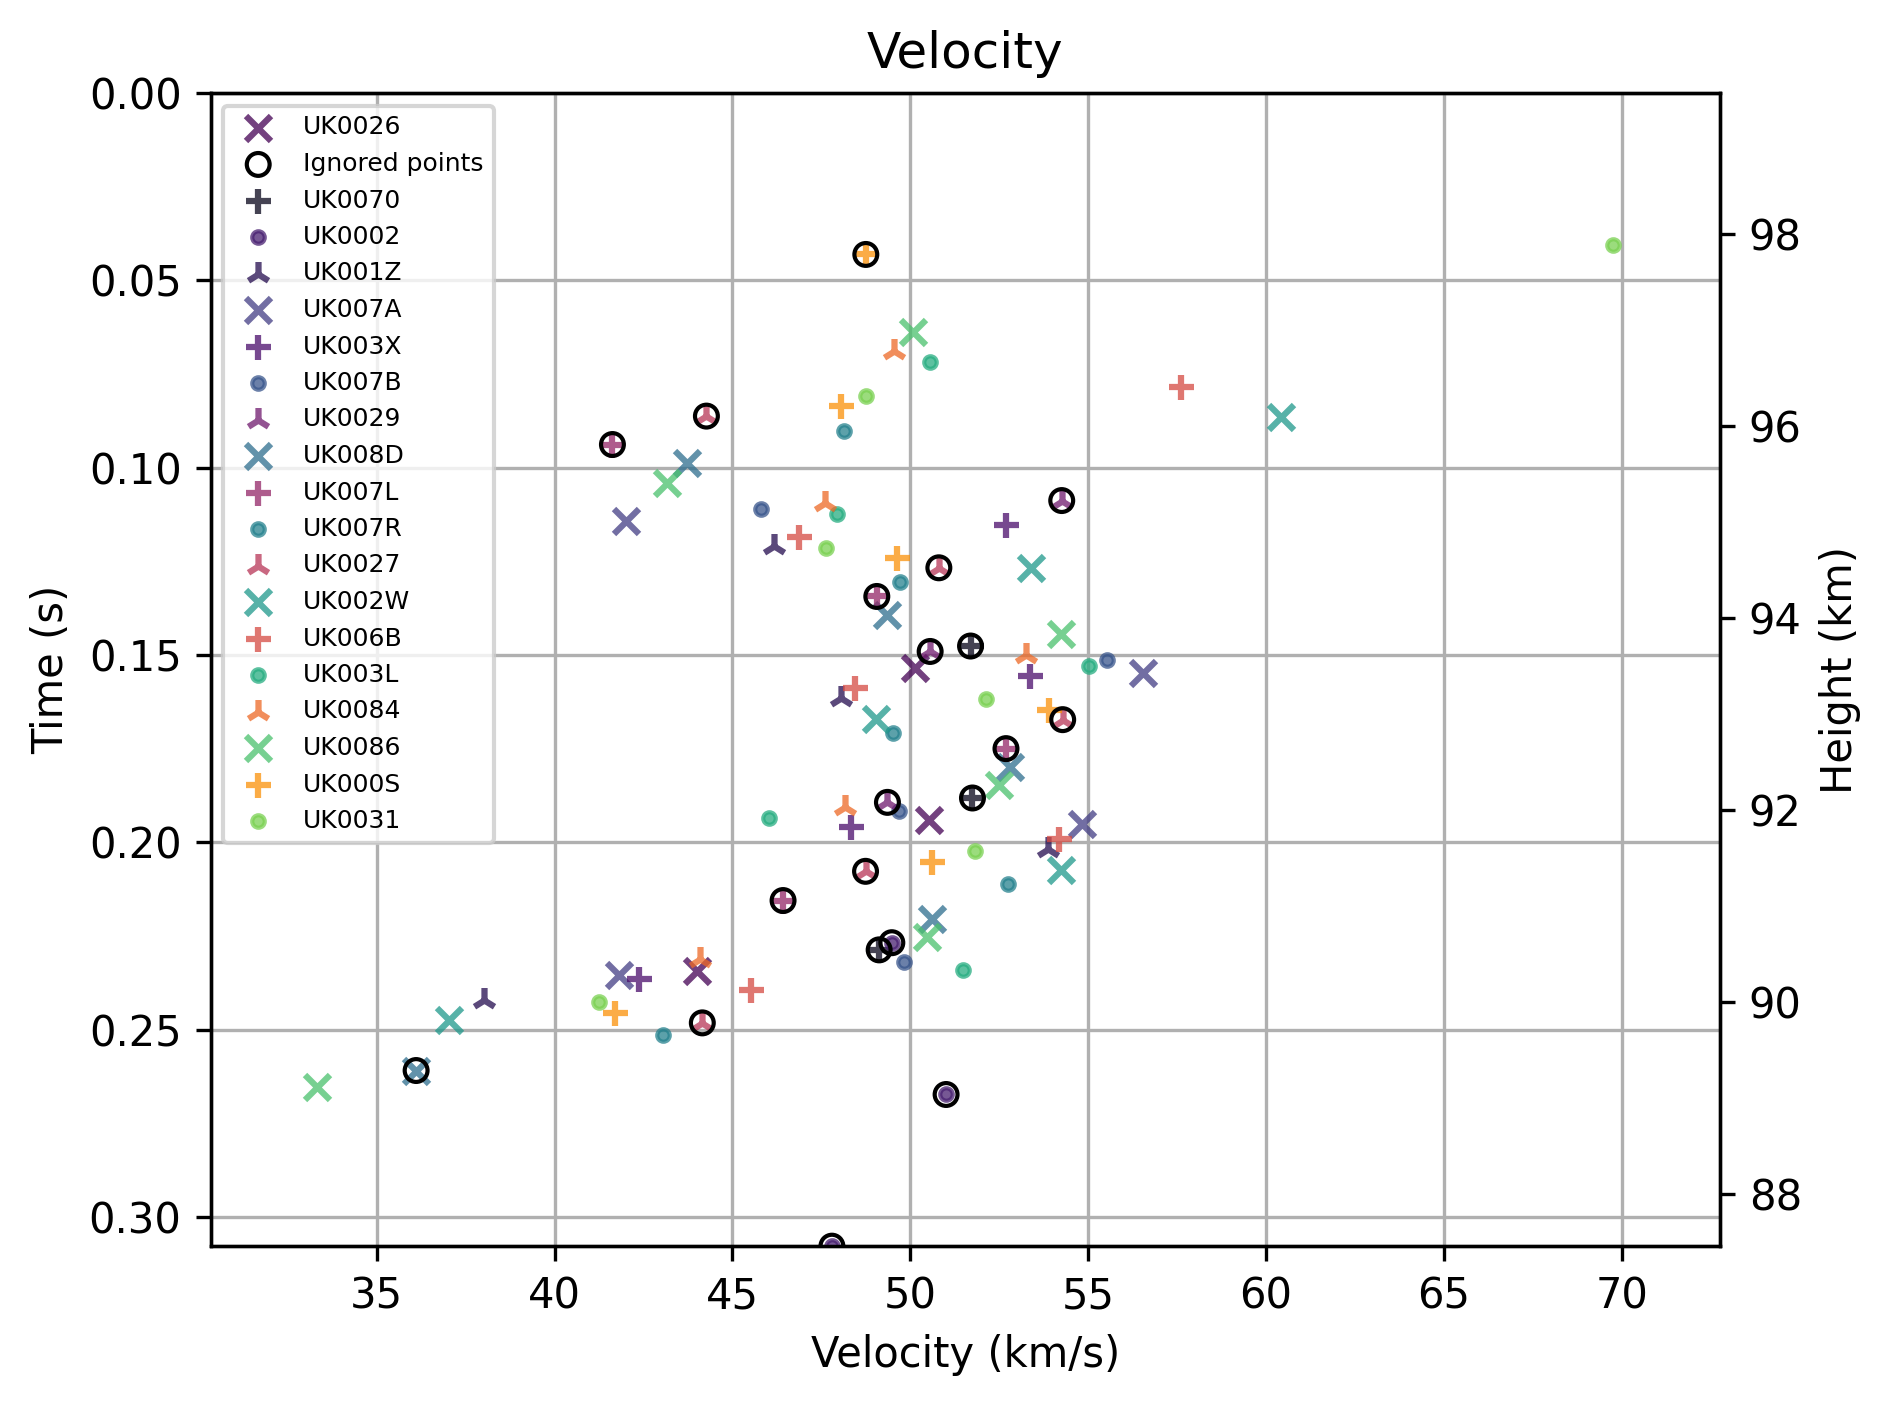 Velocity
0.00
0.05
0.10
0.15
0.20
0.25
0.30
Time (s)
UK0026
Ignored points
UK0070
UK0002
UK001Z
UK007A
UK003X
UK007B
UK0029
UK008D
UK007L
UK007R
UK0027
UK002W
UK006B
UK003L
UK0084
UK0086
UK000S
UK0031
98
96
94
92
90
88
Height (km)
35 40 45 50 55 60 65 70
Velocity (km/s)